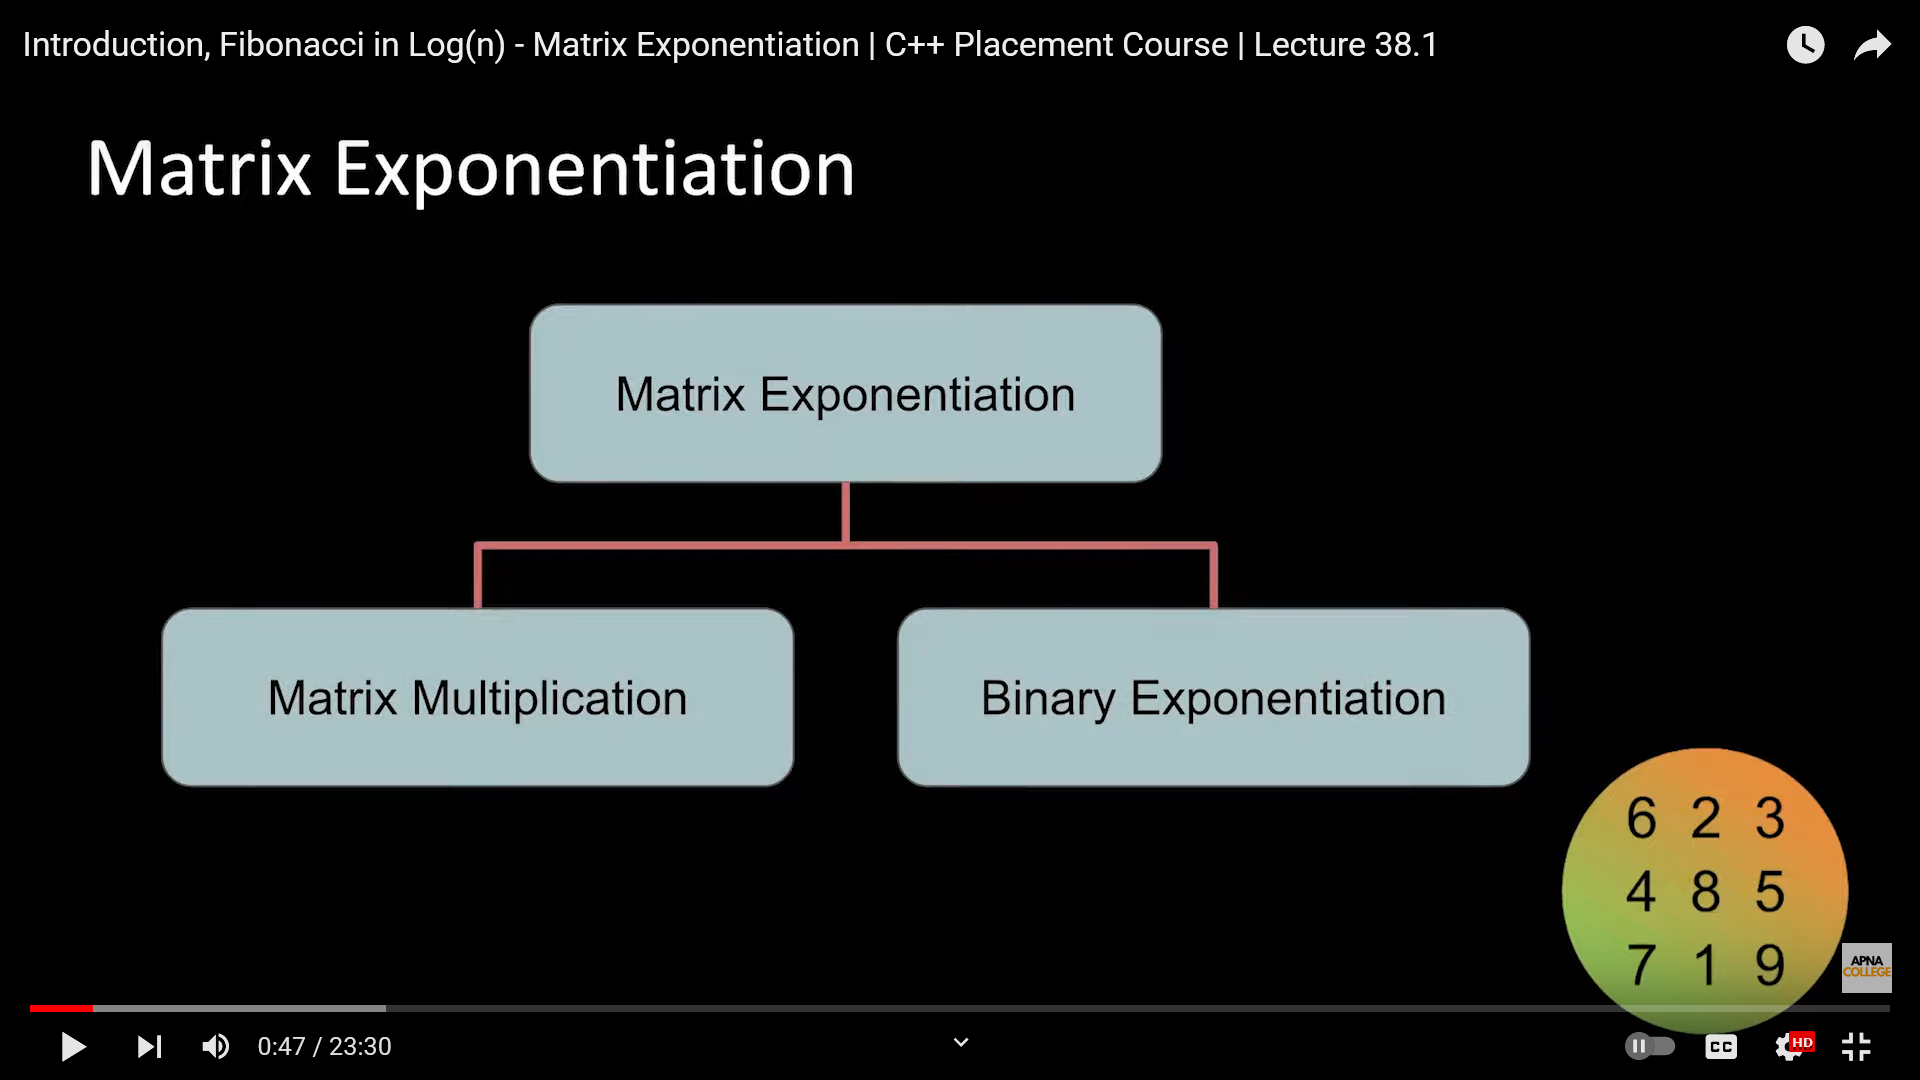 Introduction, Fibonacci in Log(n) - Matrix Exponentiation | C++ Placement Course | Lecture 38.1
Matrix Exponentiation
Matrix Exponentiation
Matrix Multiplication
Binary Exponentiation
6 2 3
4 8 5
7 1 9
APNA
COLLEGE
0:47 / 23:30
CC
HD